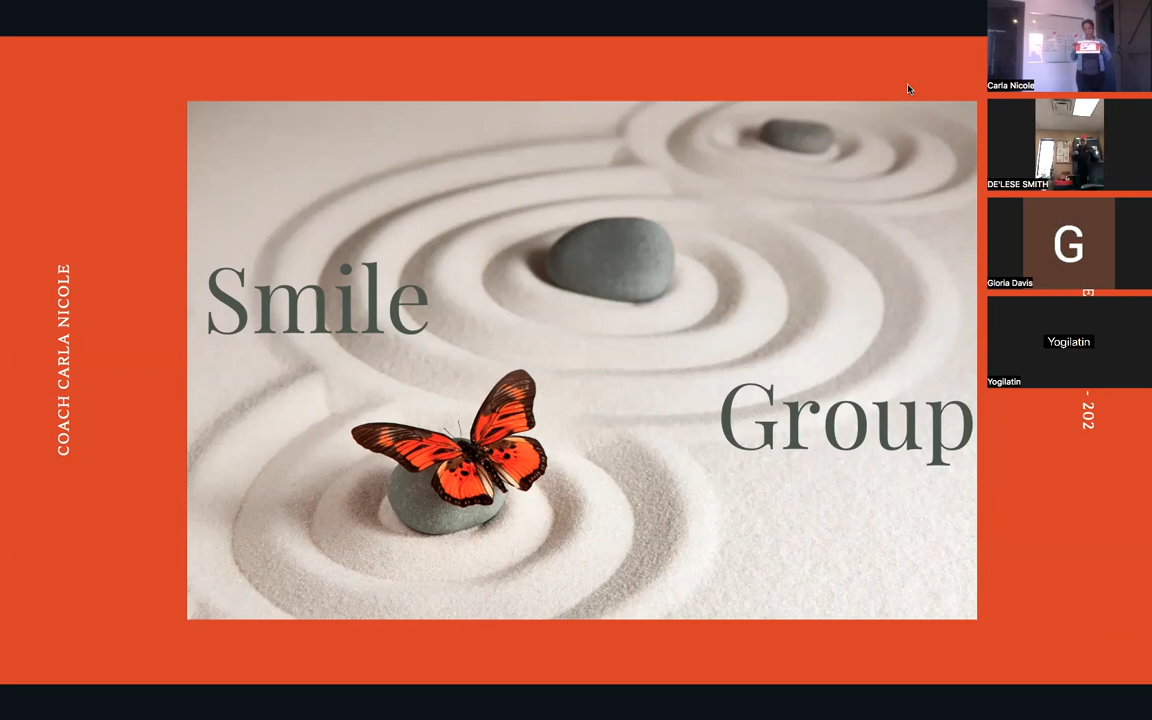 COACH CARLA NICOLE
Smile
Group
Carla Nicole
DE'LESE SMITH
G
Gloria Davis
Yogilatin
Yogilatin
E
- 202